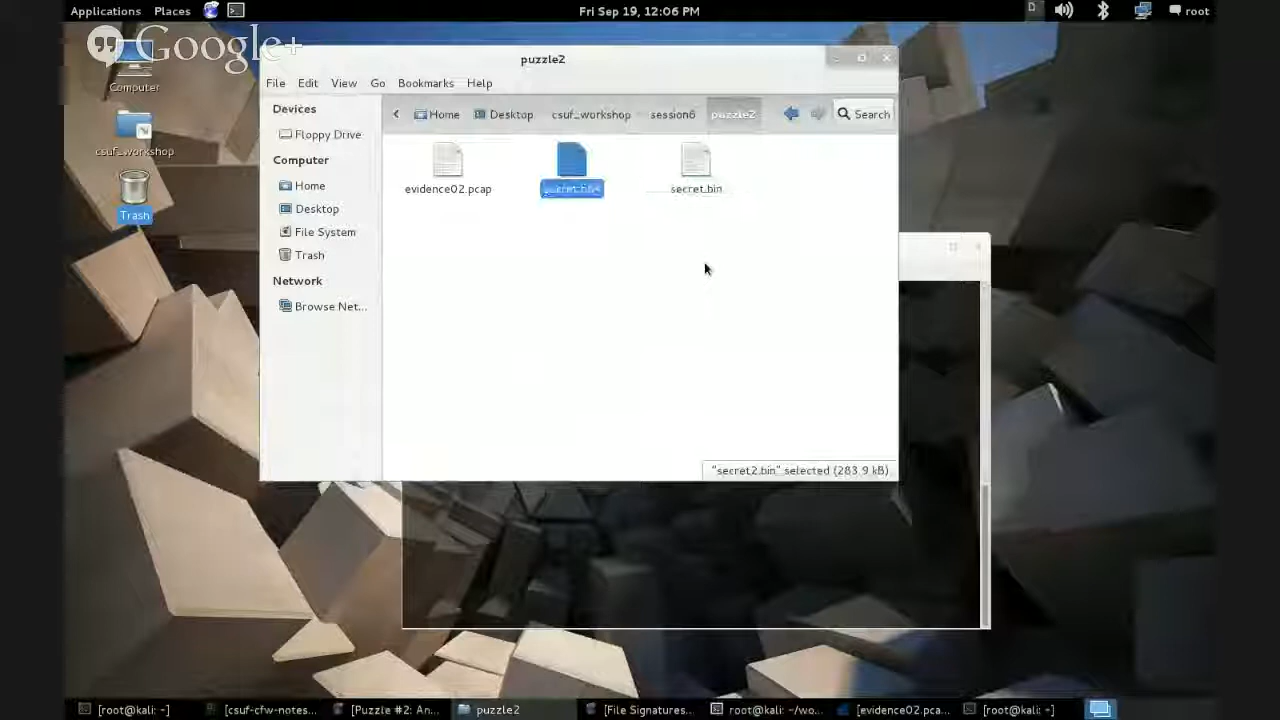 Applications Places Fri Sep 19, 12:06 PM root
Google+
puzzle2
File Edit View Go Bookmarks Help
Computer
csuf_workshop
Trash
Devices
Floppy Drive
Computer
Home
Desktop
File System
Trash
Network
Browse Net...
Home Desktop csuf_workshop session6 puzzle2 Search
evidence02.pcap secret.bin
"secret2.bin" selected (283.9 kB)
[root@kali: ~] [csuf-cfw-notes... [Puzzle #2: An... puzzle2 [File Signatures... root@kali: ~/wo... [evidence02.pca... [root@kali: ~]